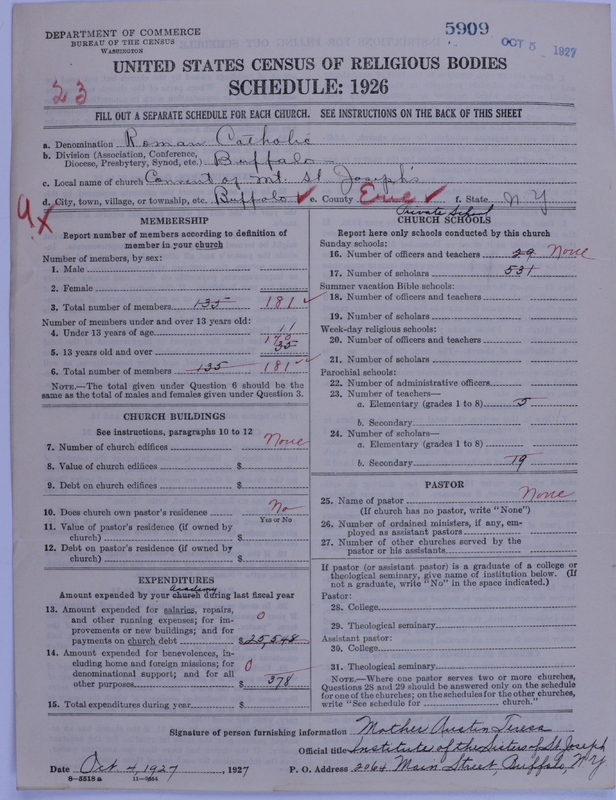 DEPARTMENT OF COMMERCE
BUREAU OF THE CENSUS
WASHINGTON
5909
OCT 5 1927
UNITED STATES CENSUS OF RELIGIOUS BODIES
SCHEDULE: 1926
23
FILL OUT A SEPARATE SCHEDULE FOR EACH CHURCH. SEE INSTRUCTIONS ON THE BACK OF THIS SHEET
a. Denomination Roman Catholic
b. Division (Association, Conference,
Diocese, Presbytery, Synod, etc.) Buffalo
c. Local name of church Convent of Mt. St. Joseph's
d. City, town, village, or township, etc. Buffalo ✓ e. County Erie ✓ f. State N Y
MEMBERSHIP
Report number of members according to definition of
member in your church
Number of members, by sex:
1. Male
2. Female
3. Total number of members 135 181 ✓
Number of members under and over 13 years old:
4. Under 13 years of age 11
170
5. 13 years old and over 35
6. Total number of members 135 181 ✓
NOTE.—The total given under Question 6 should be the
same as the total of males and females given under Question 3.
CHURCH BUILDINGS
See instructions, paragraphs 10 to 12
7. Number of church edifices None
8. Value of church edifices $
9. Debt on church edifices $
10. Does church own pastor's residence No
Yes or No
11. Value of pastor's residence (if owned by
church) $
12. Debt on pastor's residence (if owned by
church) $
EXPENDITURES
Academy
Amount expended by your church during last fiscal year
13. Amount expended for salaries, repairs,
and other running expenses; for im-
provements or new buildings; and for
payments on church debt $25,548 0
14. Amount expended for benevolences, in-
cluding home and foreign missions; for
denominational support; and for all
other purposes $ 378 0
15. Total expenditures during year $
Private School
CHURCH SCHOOLS
Report here only schools conducted by this church
Sunday schools:
16. Number of officers and teachers 29 None
17. Number of scholars 531
Summer vacation Bible schools:
18. Number of officers and teachers
19. Number of scholars
Week-day religious schools:
20. Number of officers and teachers
21. Number of scholars
Parochial schools:
22. Number of administrative officers
23. Number of teachers—
a. Elementary (grades 1 to 8) 5
b. Secondary
24. Number of scholars—
a. Elementary (grades 1 to 8)
b. Secondary 19
PASTOR
25. Name of pastor None
(If church has no pastor, write "None")
26. Number of ordained ministers, if any, em-
ployed as assistant pastors
27. Number of other churches served by the
pastor or his assistants
If pastor (or assistant pastor) is a graduate of a college or
theological seminary, give name of institution below. (If
not a graduate, write "No" in the space indicated.)
Pastor:
28. College
29. Theological seminary
Assistant pastor:
30. College
31. Theological seminary
NOTE.—Where one pastor serves two or more churches,
Questions 28 and 29 should be answered only on the schedule
for one of the churches; on the schedules for the other churches,
write "See schedule for church."
Signature of person furnishing information Mother Austin Teresa
Official title Institute of the Sisters of St. Joseph
Date Oct 4, 1927, 1927 P. O. Address 2064 Main Street, Buffalo, N.Y.
8—5518 a